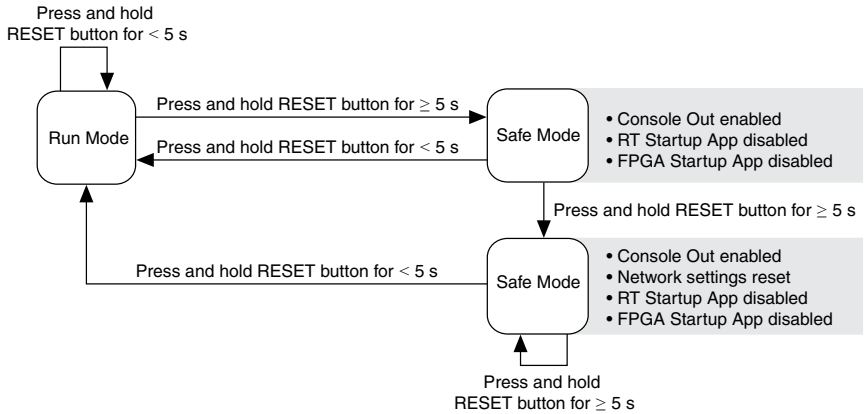 Press and hold
RESET button for < 5 s
Run Mode
Press and hold RESET button for ≥ 5 s
Press and hold RESET button for < 5 s
Safe Mode
• Console Out enabled
• RT Startup App disabled
• FPGA Startup App disabled
Press and hold RESET button for ≥ 5 s
Press and hold RESET button for < 5 s
Safe Mode
• Console Out enabled
• Network settings reset
• RT Startup App disabled
• FPGA Startup App disabled
Press and hold
RESET button for ≥ 5 s